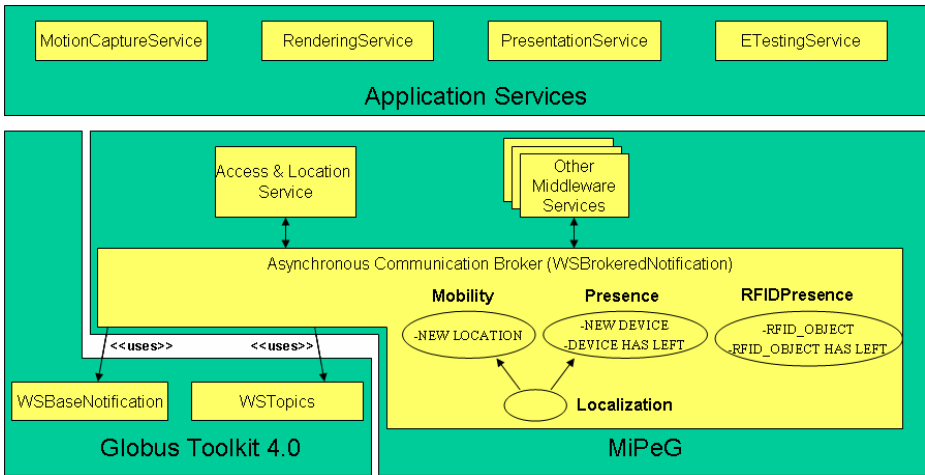 MotionCaptureService
RenderingService
PresentationService
ETestingService
Application Services
Access & Location
Service
Other
Middleware
Services
Asynchronous Communication Broker (WSBrokeredNotification)
Mobility
Presence
RFIDPresence
-NEW LOCATION
-NEW DEVICE
-DEVICE HAS LEFT
-RFID_OBJECT
-RFID_OBJECT HAS LEFT
<<uses>>
<<uses>>
WSBaseNotification
WSTopics
Localization
Globus Toolkit 4.0
MiPeG